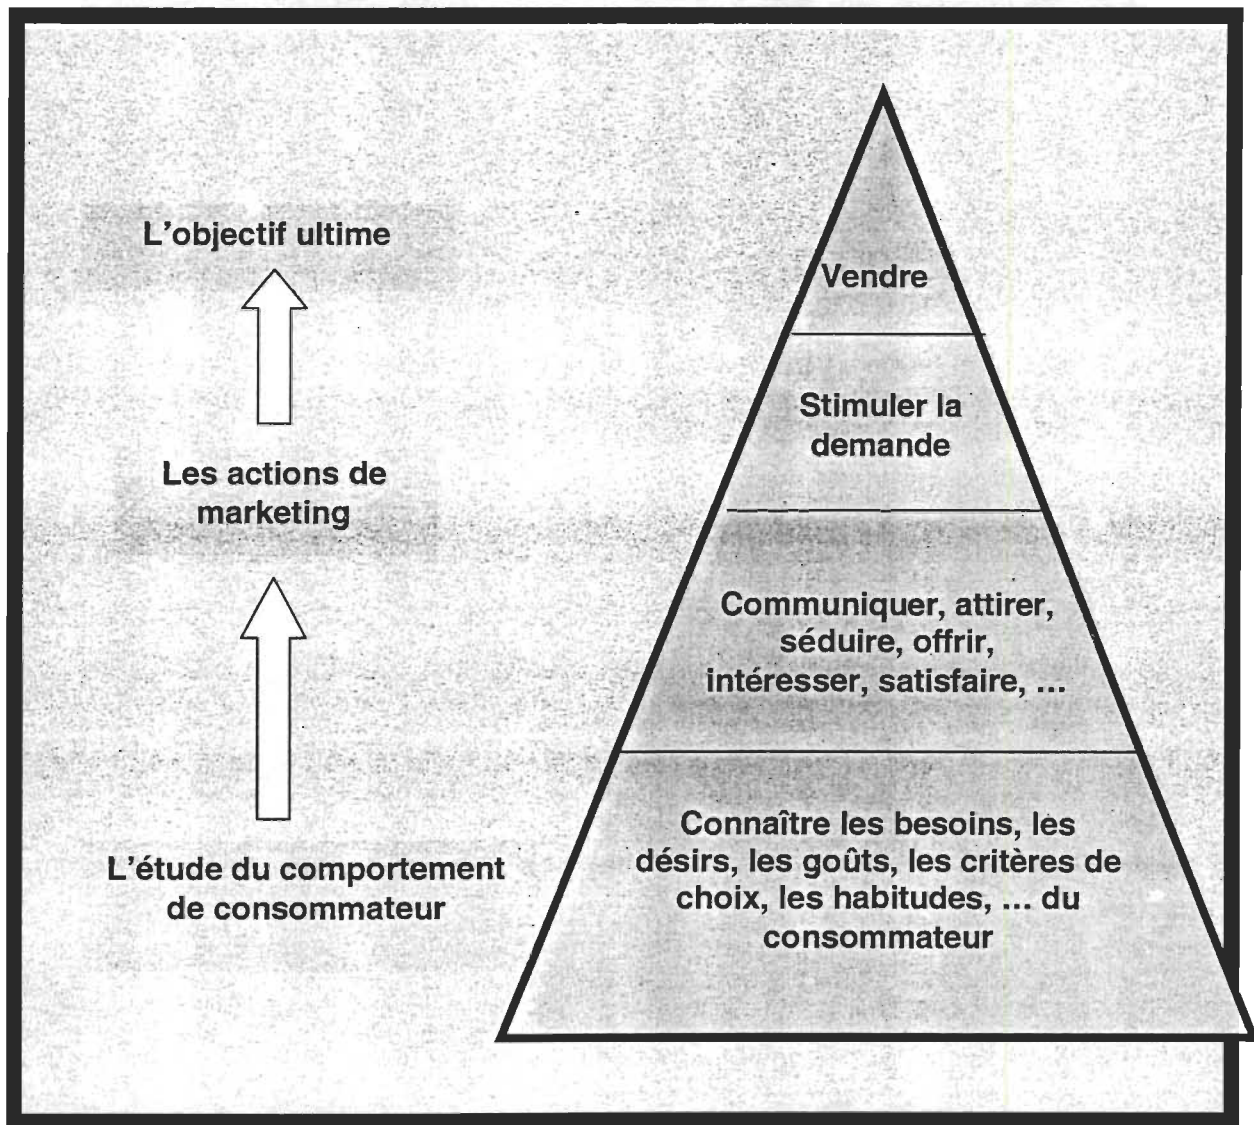 L'objectif ultime
Vendre
Stimuler la
demande
Les actions de
marketing
Communiquer, attirer,
séduire, offrir,
intéresser, satisfaire, ...
Connaître les besoins, les
désirs, les goûts, les critères de
choix, les habitudes, ... du
consommateur
L'étude du comportement
de consommateur